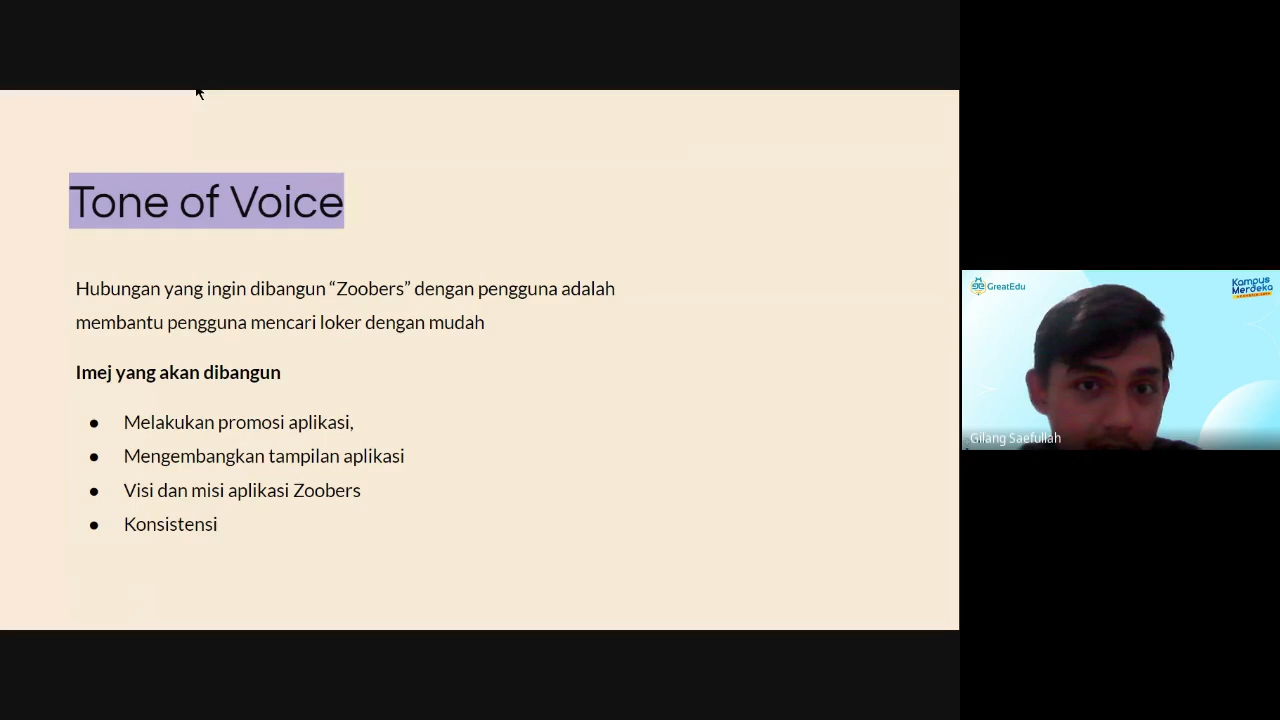 Tone of Voice
Hubungan yang ingin dibangun “Zoobers” dengan pengguna adalah
membantu pengguna mencari loker dengan mudah
Imej yang akan dibangun
● Melakukan promosi aplikasi,
● Mengembangkan tampilan aplikasi
● Visi dan misi aplikasi Zoobers
● Konsistensi
GreatEdu
Kampus
Merdeka
Gilang Saefullah